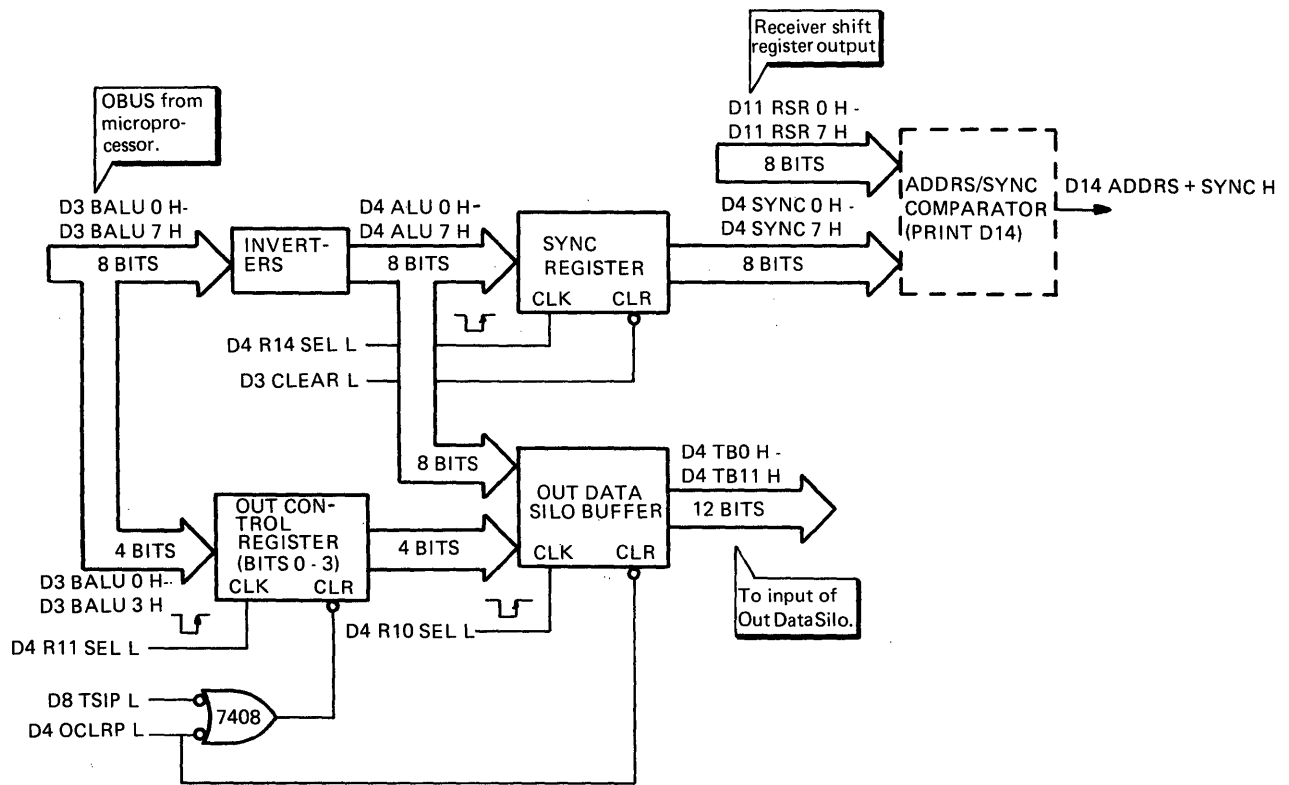 Receiver shift
register output
OBUS from
micropro-
cessor.
D11 RSR 0 H -
D11 RSR 7 H
8 BITS
ADDRS/SYNC
COMPARATOR
(PRINT D14)
D14 ADDRS + SYNC H
D3 BALU 0 H-
D3 BALU 7 H
8 BITS
INVERT-
ERS
D4 ALU 0 H-
D4 ALU 7 H
8 BITS
SYNC
REGISTER
CLK CLR
D4 SYNC 0 H -
D4 SYNC 7 H
8 BITS
D4 R14 SEL L
D3 CLEAR L
8 BITS
OUT DATA
SILO BUFFER
CLK CLR
D4 TB0 H -
D4 TB11 H
12 BITS
4 BITS
OUT CON-
TROL
REGISTER
(BITS 0 - 3)
CLK CLR
4 BITS
D3 BALU 0 H-
D3 BALU 3 H
To input of
Out Data Silo.
D4 R10 SEL L
D4 R11 SEL L
D8 TSIP L
D4 OCLRP L
7408